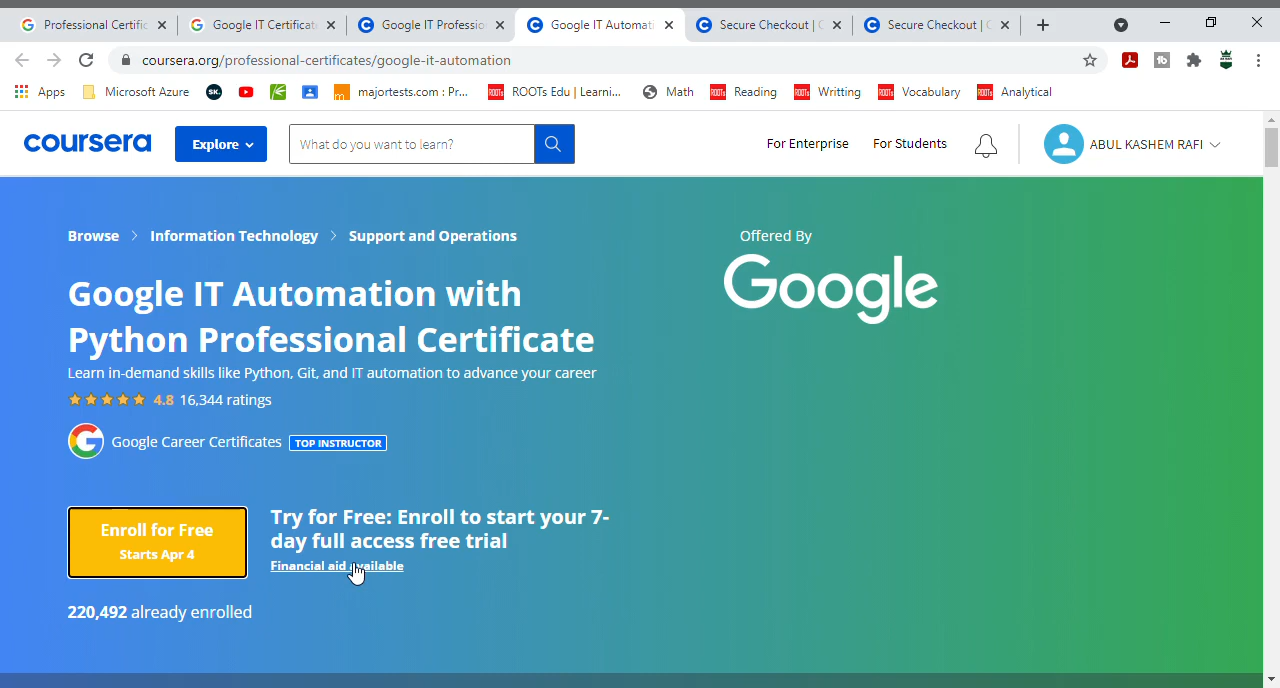 Professional Certific
Google IT Certificate
Google IT Professio
Google IT Automati
Secure Checkout | C
Secure Checkout | C
coursera.org/professional-certificates/google-it-automation
Apps
Microsoft Azure
SK.
majortests.com : Pr...
ROOTs Edu | Learni...
Math
Reading
Writting
Vocabulary
Analytical
coursera
Explore
What do you want to learn?
For Enterprise
For Students
ABUL KASHEM RAFI
Browse > Information Technology > Support and Operations
Offered By
Google
Google IT Automation with
Python Professional Certificate
Learn in-demand skills like Python, Git, and IT automation to advance your career
4.8 16,344 ratings
Google Career Certificates TOP INSTRUCTOR
Enroll for Free
Starts Apr 4
Try for Free: Enroll to start your 7-
day full access free trial
Financial aid available
220,492 already enrolled